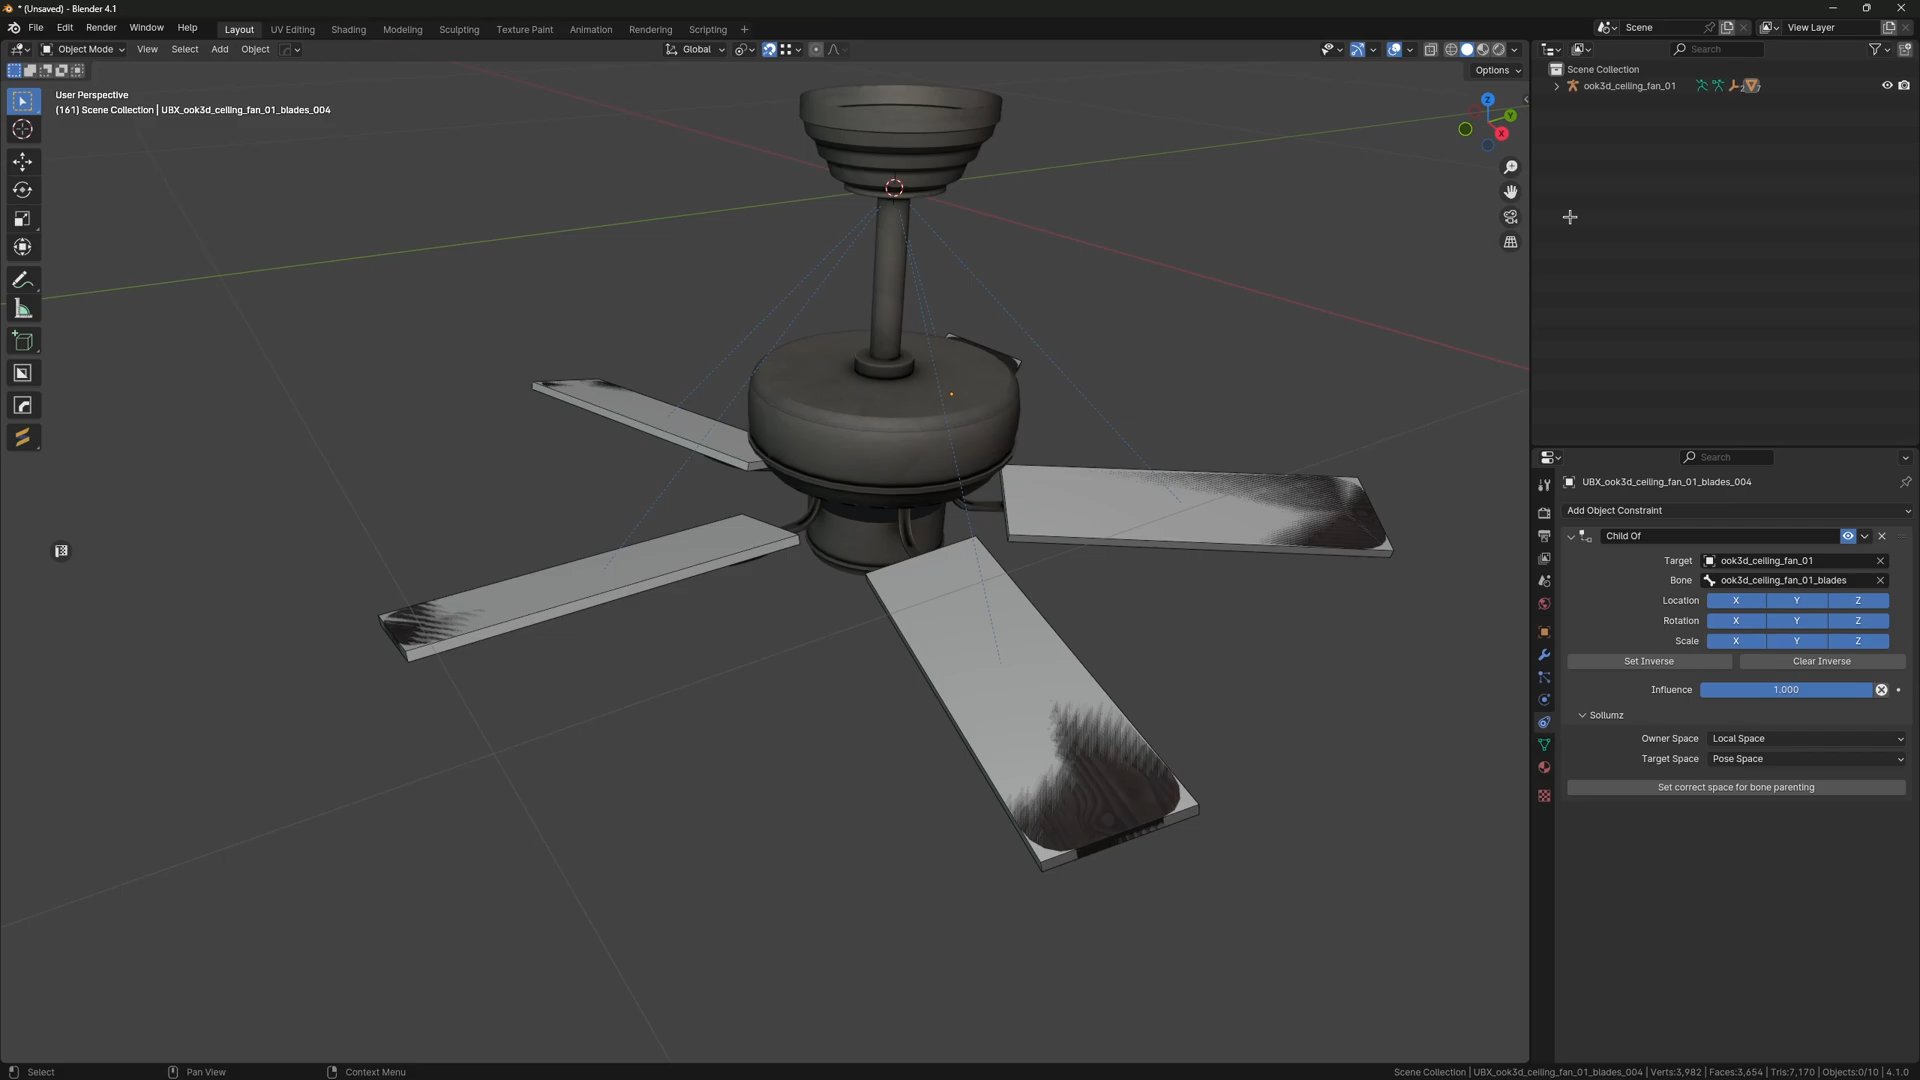 * (Unsaved) - Blender 4.1
File Edit Render Window Help Layout UV Editing Shading Modeling Sculpting Texture Paint Animation Rendering Scripting + Scene View Layer
Object Mode View Select Add Object Global Search
Options
User Perspective
(161) Scene Collection | UBX_ook3d_ceiling_fan_01_blades_004
Scene Collection
ook3d_ceiling_fan_01
Z
Y
X
Search
UBX_ook3d_ceiling_fan_01_blades_004
Add Object Constraint
Child Of
Target ook3d_ceiling_fan_01
Bone ook3d_ceiling_fan_01_blades
Location X Y Z
Rotation X Y Z
Scale X Y Z
Set Inverse Clear Inverse
Influence 1.000
Sollumz
Owner Space Local Space
Target Space Pose Space
Set correct space for bone parenting
Select Pan View Context Menu Scene Collection | UBX_ook3d_ceiling_fan_01_blades_004 | Verts:3,982 | Faces:3,654 | Tris:7,170 | Objects:0/10 | 4.1.0